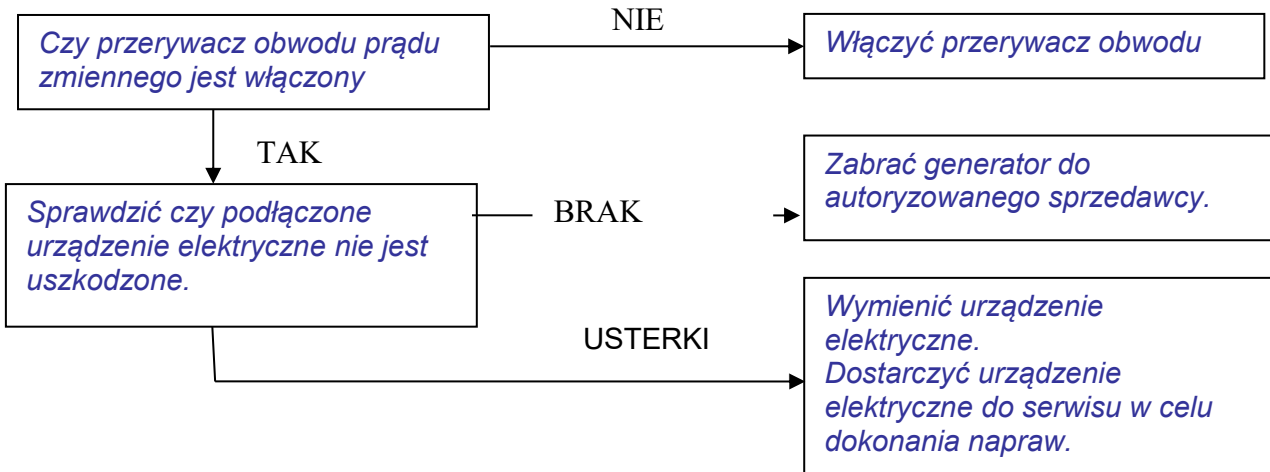 Czy przerywacz obwodu prądu
zmiennego jest włączony
NIE
Włączyć przerywacz obwodu
TAK
Sprawdzić czy podłączone
urządzenie elektryczne nie jest
uszkodzone.
BRAK
Zabrać generator do
autoryzowanego sprzedawcy.
USTERKI
Wymienić urządzenie
elektryczne.
Dostarczyć urządzenie
elektryczne do serwisu w celu
dokonania napraw.